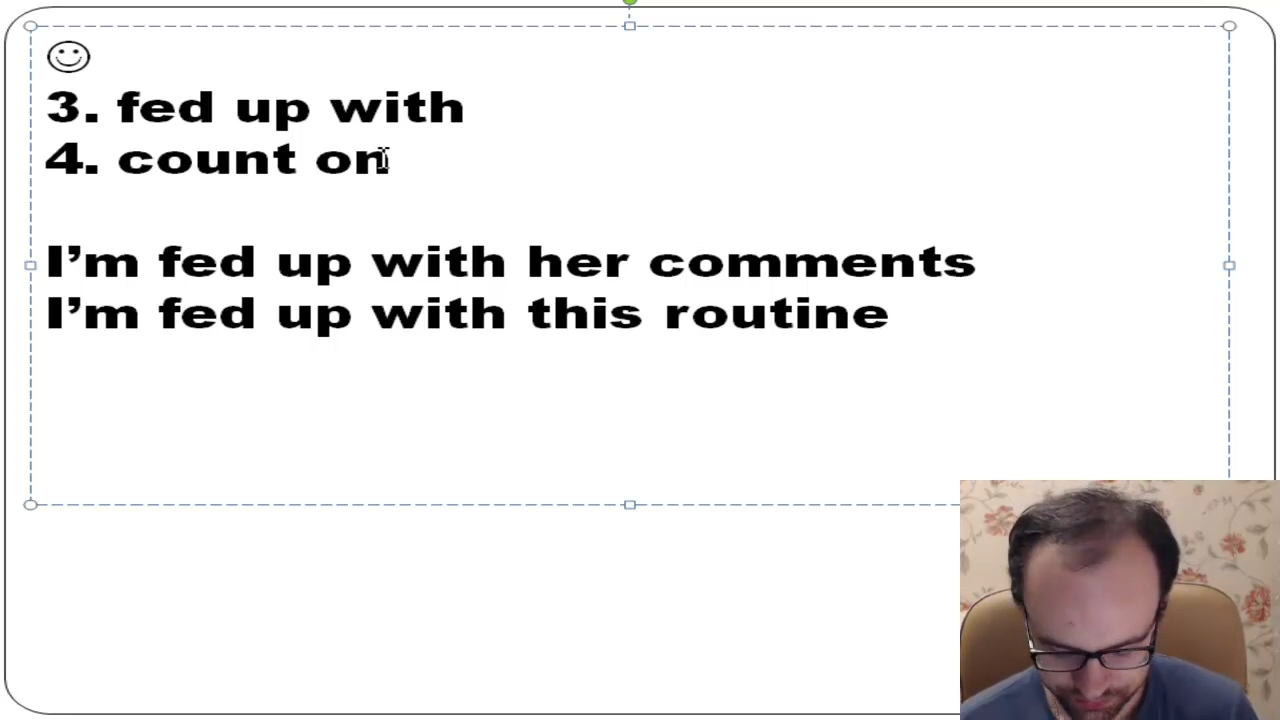 3. fed up with
4. count on
I’m fed up with her comments
I’m fed up with this routine